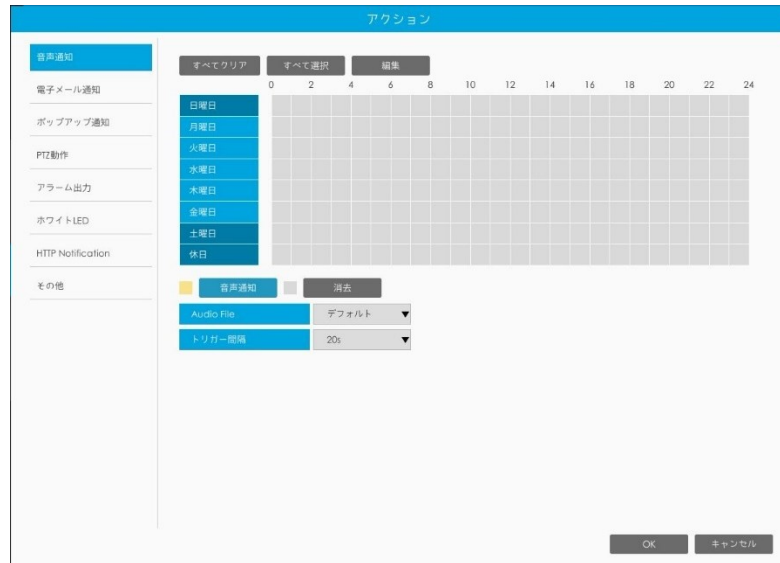 アクション
音声通知
電子メール通知
ポップアップ通知
PTZ動作
アラーム出力
ホワイトLED
HTTP Notification
その他
すべてクリア すべて選択 編集
0 2 4 6 8 10 12 14 16 18 20 22 24
日曜日
月曜日
火曜日
水曜日
木曜日
金曜日
土曜日
休日
音声通知 消去
Audio File デフォルト
トリガー間隔 20s
OK キャンセル